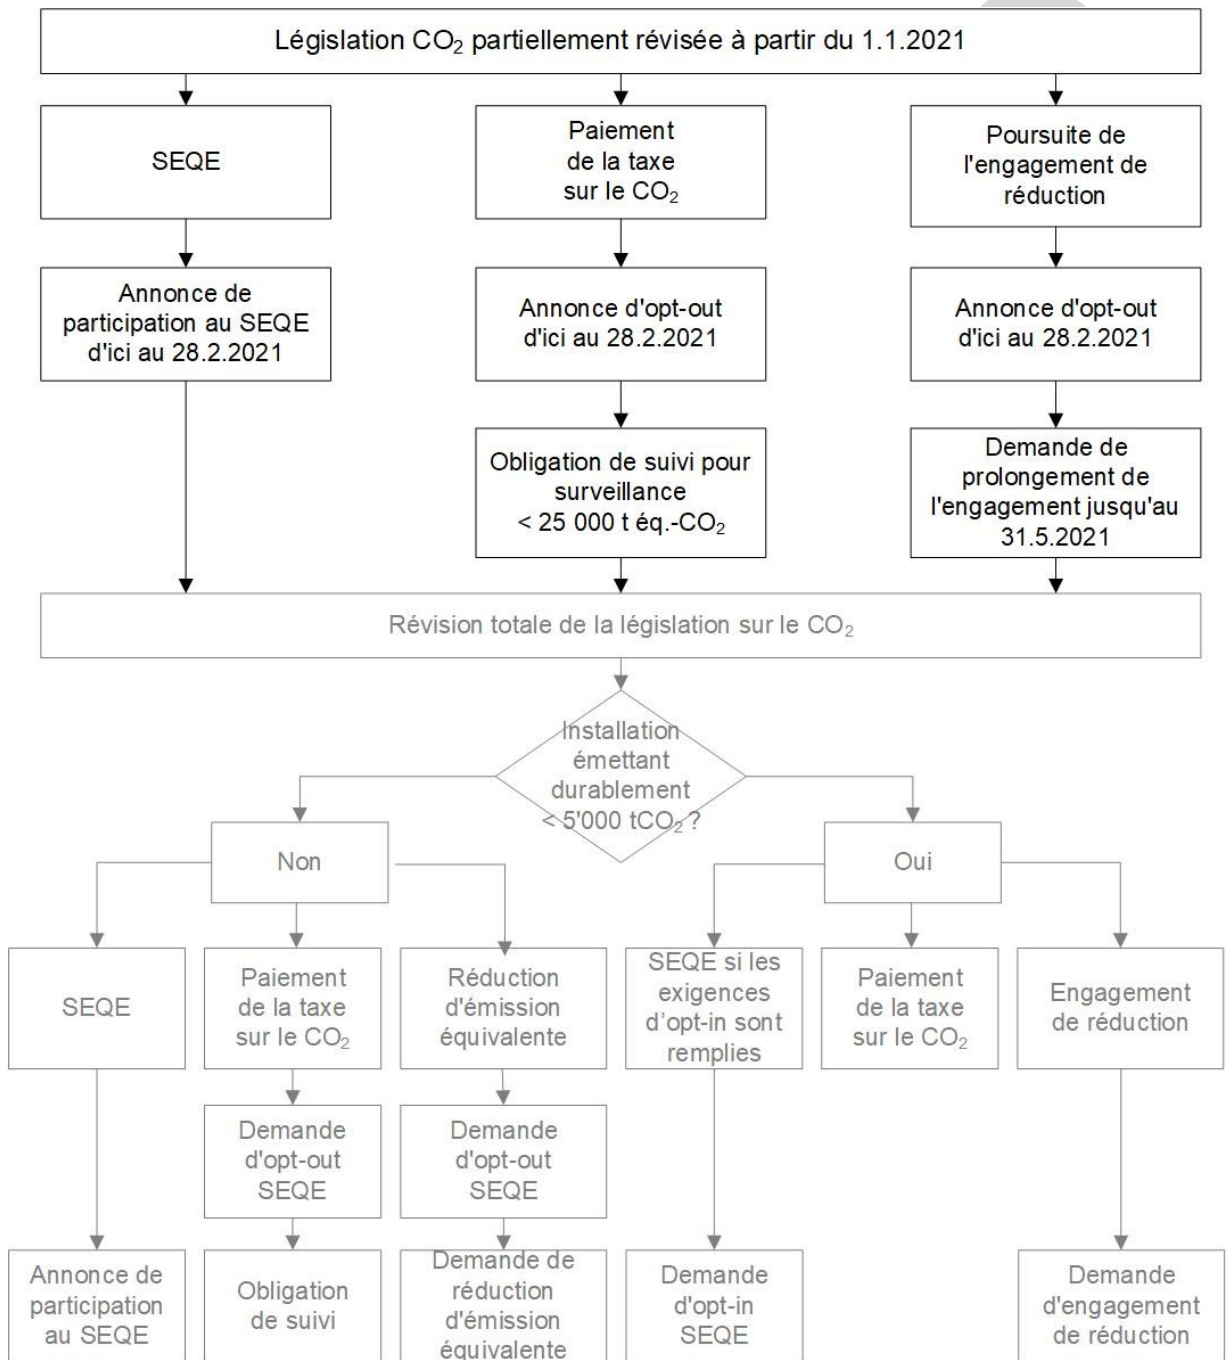 Législation CO₂ partiellement révisée à partir du 1.1.2021
SEQE
Paiement
de la taxe
sur le CO₂
Poursuite de
l'engagement de
réduction
Annonce de
participation au SEQE
d'ici au 28.2.2021
Annonce d'opt-out
d'ici au 28.2.2021
Annonce d'opt-out
d'ici au 28.2.2021
Obligation de suivi pour
surveillance
< 25 000 t éq.-CO₂
Demande de
prolongement de
l'engagement jusqu'au
31.5.2021
Révision totale de la législation sur le CO₂
Installation
émettant
durablement
< 5'000 tCO₂ ?
Non
Oui
SEQE
Paiement
de la taxe
sur le CO₂
Réduction
d'émission
équivalente
SEQE si les
exigences
d’opt-in sont
remplies
Paiement
de la taxe
sur le CO₂
Engagement
de réduction
Demande
d'opt-out
SEQE
Demande
d'opt-out
SEQE
Annonce de
participation
au SEQE
Obligation
de suivi
Demande de
réduction
d'émission
équivalente
Demande
d'opt-in
SEQE
Demande
d'engagement
de réduction